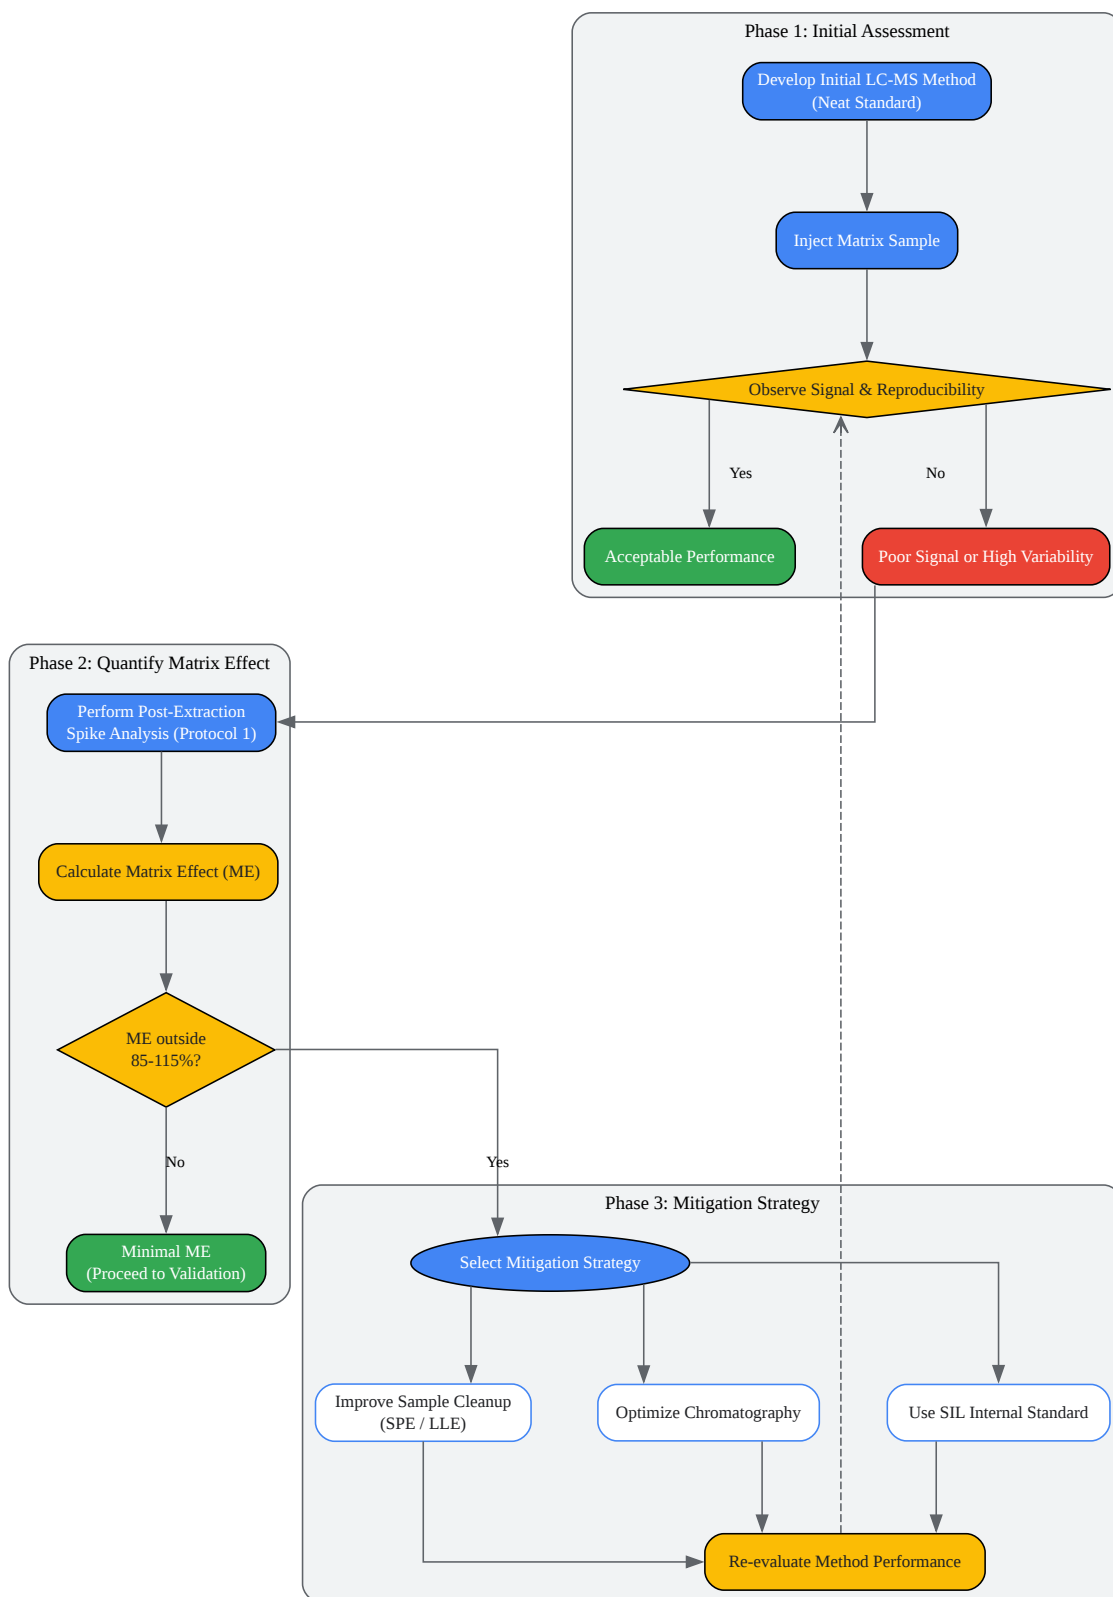 Phase 1: Initial Assessment
Develop Initial LC-MS Method
(Neat Standard)
Inject Matrix Sample
Observe Signal & Reproducibility
Yes
No
Acceptable Performance
Poor Signal or High Variability
Phase 2: Quantify Matrix Effect
Perform Post-Extraction
Spike Analysis (Protocol 1)
Calculate Matrix Effect (ME)
ME outside
85-115%?
No
Yes
Minimal ME
(Proceed to Validation)
Phase 3: Mitigation Strategy
Select Mitigation Strategy
Improve Sample Cleanup
(SPE / LLE)
Optimize Chromatography
Use SIL Internal Standard
Re-evaluate Method Performance